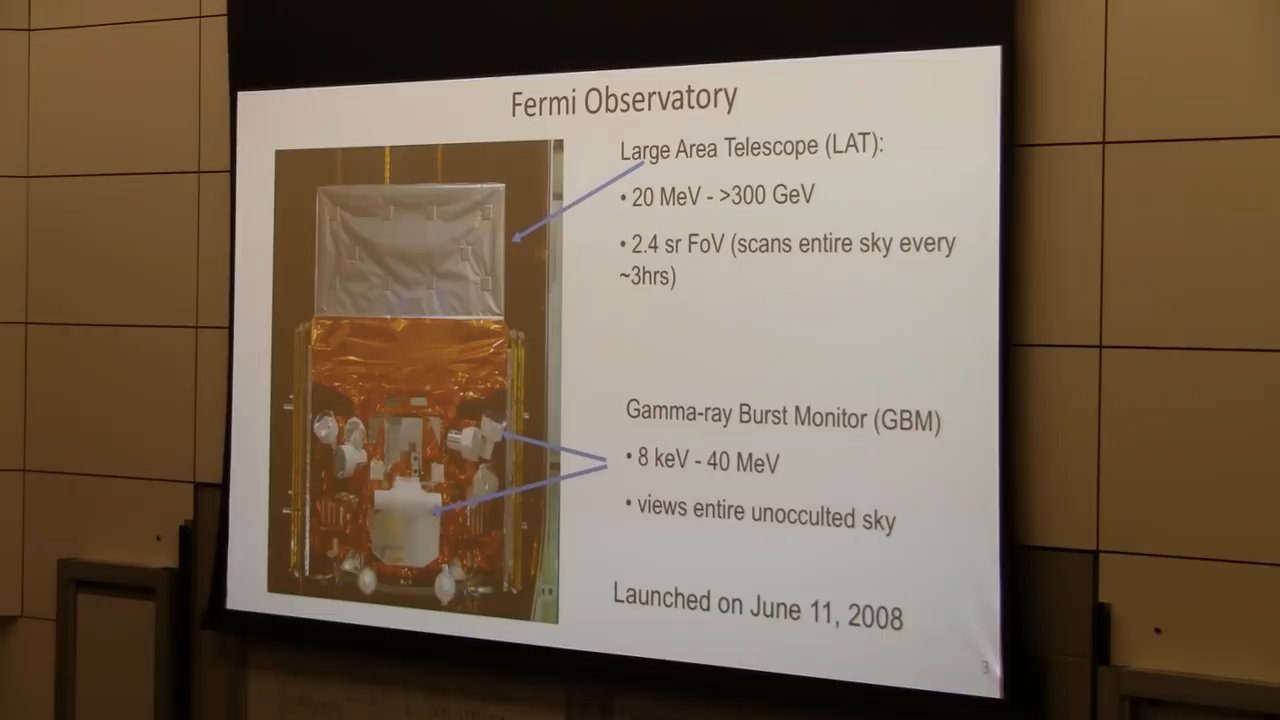 Fermi Observatory
Large Area Telescope (LAT):
• 20 MeV - >300 GeV
• 2.4 sr FoV (scans entire sky every
~3hrs)
Gamma-ray Burst Monitor (GBM)
• 8 keV - 40 MeV
• views entire unocculted sky
Launched on June 11, 2008
3